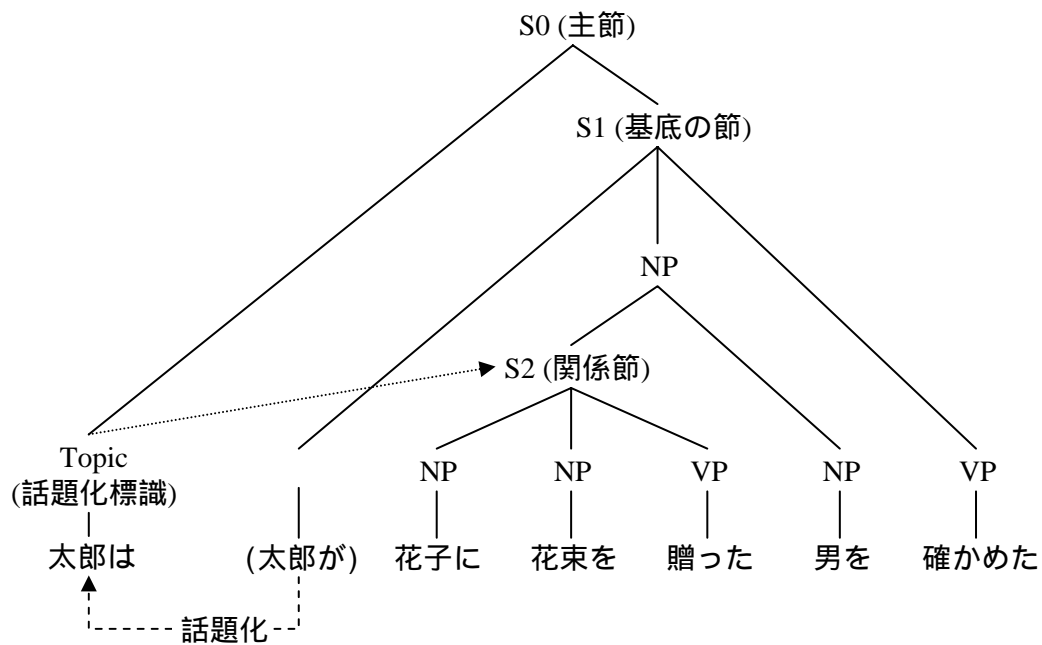 S0 (主節)
S1 (基底の節)
NP
S2 (関係節)
Topic
(話題化標識)
NP NP VP NP VP
太郎は (太郎が) 花子に 花束を 贈った 男を 確かめた
話題化